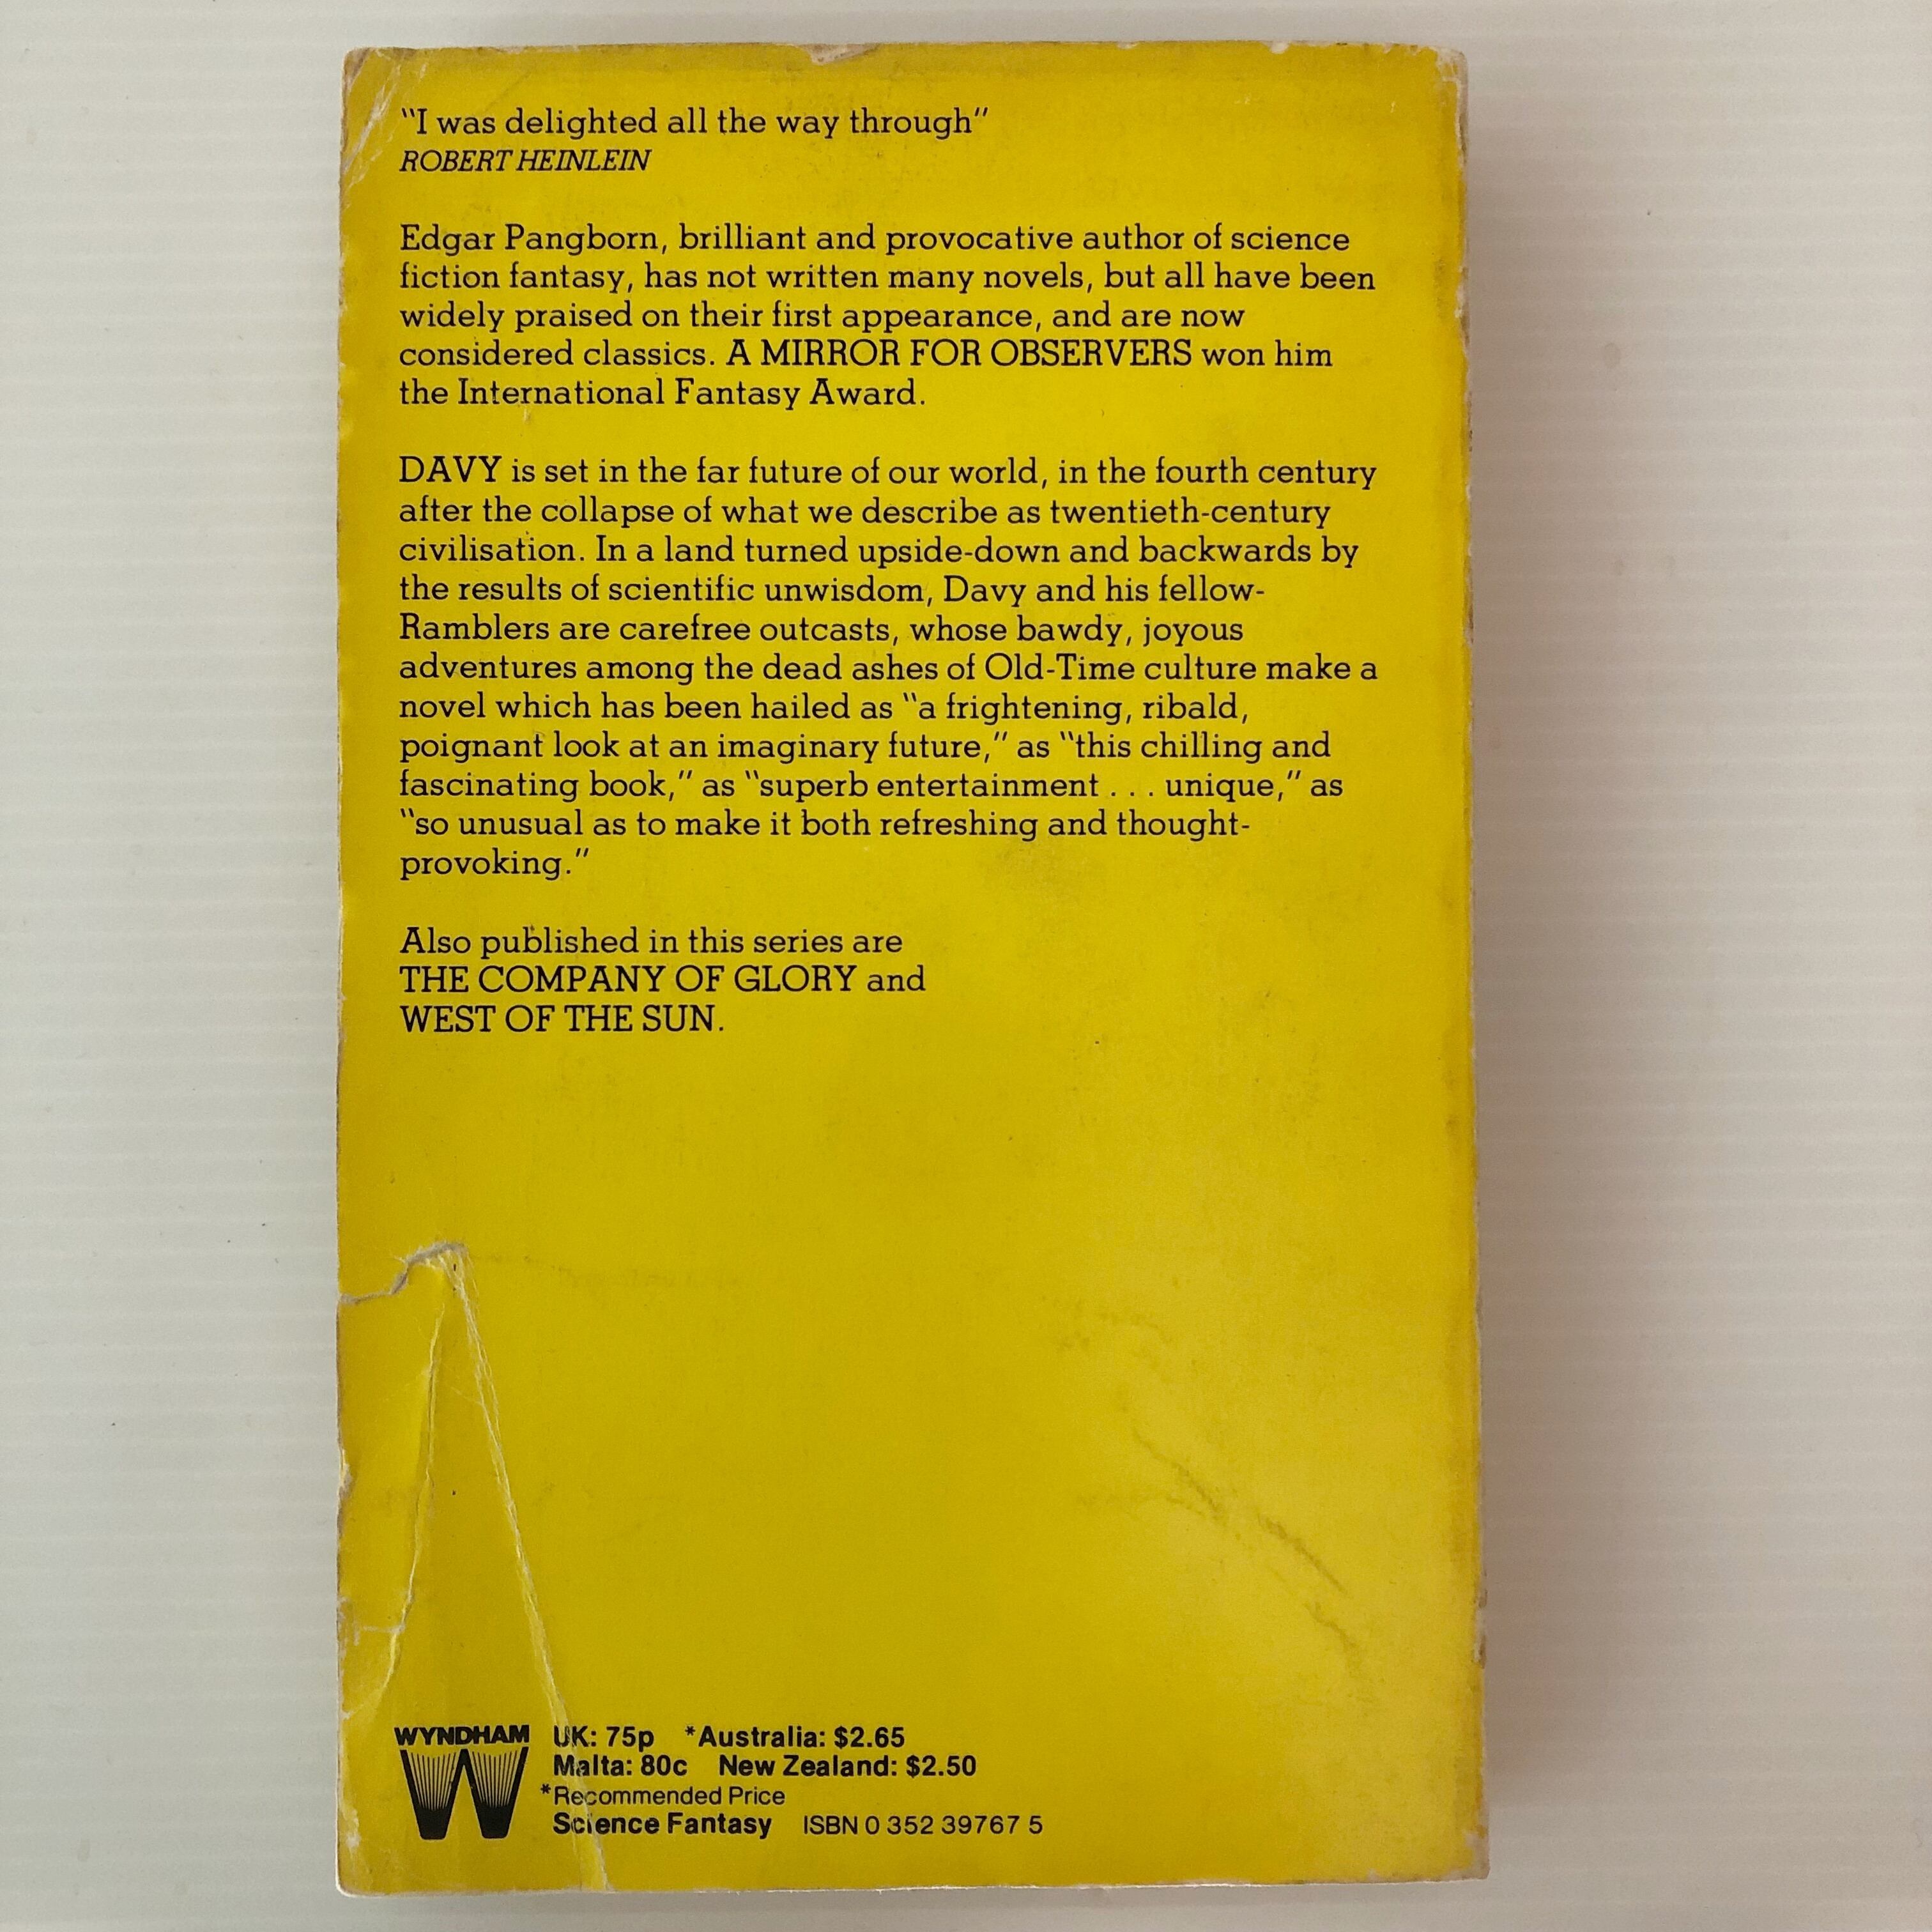 "I was delighted all the way through"
ROBERT HEINLEIN
Edgar Pangborn, brilliant and provocative author of science
fiction fantasy, has not written many novels, but all have been
widely praised on their first appearance, and are now
considered classics. A MIRROR FOR OBSERVERS won him
the International Fantasy Award.
DAVY is set in the far future of our world, in the fourth century
after the collapse of what we describe as twentieth-century
civilisation. In a land turned upside-down and backwards by
the results of scientific unwisdom, Davy and his fellow-
Ramblers are carefree outcasts, whose bawdy, joyous
adventures among the dead ashes of Old-Time culture make a
novel which has been hailed as "a frightening, ribald,
poignant look at an imaginary future," as "this chilling and
fascinating book," as "superb entertainment . . . unique," as
"so unusual as to make it both refreshing and thought-
provoking."
Also published in this series are
THE COMPANY OF GLORY and
WEST OF THE SUN.
WYNDHAM
W
UK: 75p *Australia: $2.65
Malta: 80c New Zealand: $2.50
*Recommended Price
Science Fantasy ISBN 0 352 39767 5